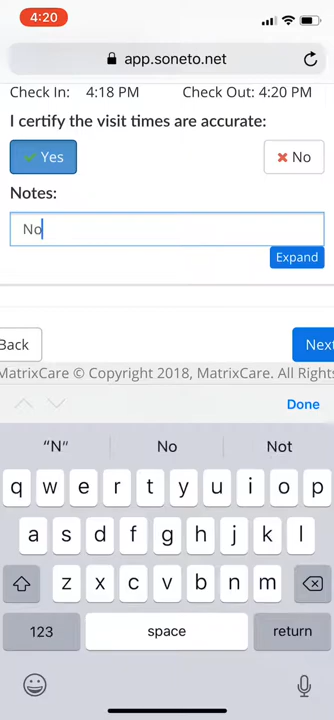 4:20
app.soneto.net
Check In: 4:18 PM Check Out: 4:20 PM
I certify the visit times are accurate:
Yes No
Notes:
No
Expand
Back Next
MatrixCare © Copyright 2018, MatrixCare. All Rights
Done
“N” No Not
q w e r t y u i o p
a s d f g h j k l
z x c v b n m
123 space return